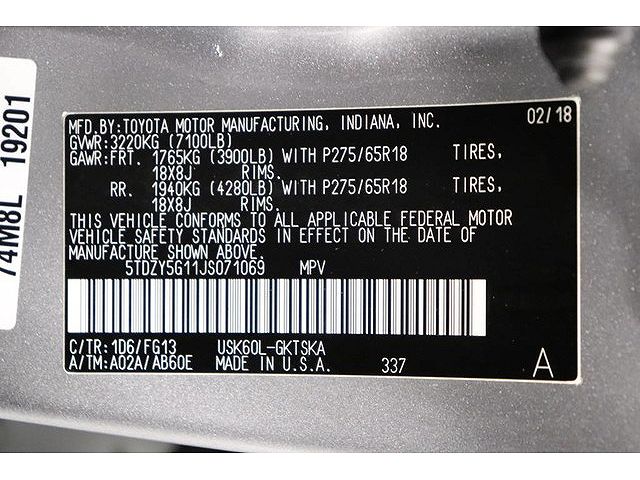 74M8L 19201
MFD.BY:TOYOTA MOTOR MANUFACTURING, INDIANA, INC. 02/18
GVWR:3220KG (7100LB)
GAWR:FRT. 1765KG (3900LB) WITH P275/65R18 TIRES,
18X8J RIMS.
RR. 1940KG (4280LB) WITH P275/65R18 TIRES,
18X8J RIMS.
THIS VEHICLE CONFORMS TO ALL APPLICABLE FEDERAL MOTOR
VEHICLE SAFETY STANDARDS IN EFFECT ON THE DATE OF
MANUFACTURE SHOWN ABOVE.
5TDZY5G11JS071069 MPV
C/TR:1D6/FG13 USK60L-GKTSKA
A/TM:A02A/AB60E MADE IN U.S.A. 337 A